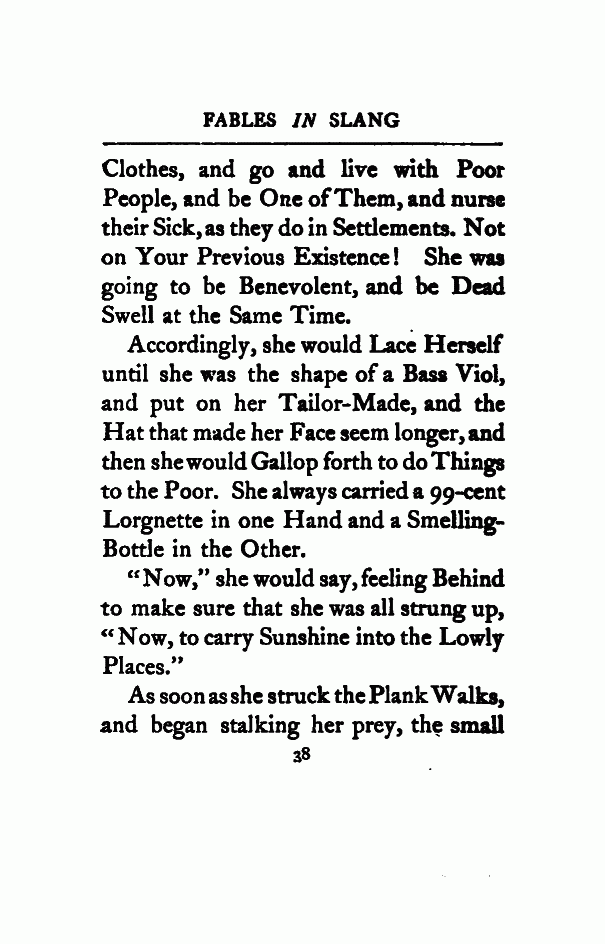 FABLES IN SLANG
Clothes, and go and live with Poor
People, and be One of Them, and nurse
their Sick, as they do in Settlements. Not
on Your Previous Existence! She was
going to be Benevolent, and be Dead
Swell at the Same Time.
Accordingly, she would Lace Herself
until she was the shape of a Bass Viol,
and put on her Tailor-Made, and the
Hat that made her Face seem longer, and
then she would Gallop forth to do Things
to the Poor. She always carried a 99-cent
Lorgnette in one Hand and a Smelling-
Bottle in the Other.
"Now," she would say, feeling Behind
to make sure that she was all strung up,
"Now, to carry Sunshine into the Lowly
Places."
As soon as she struck the Plank Walks,
and began stalking her prey, the small
38